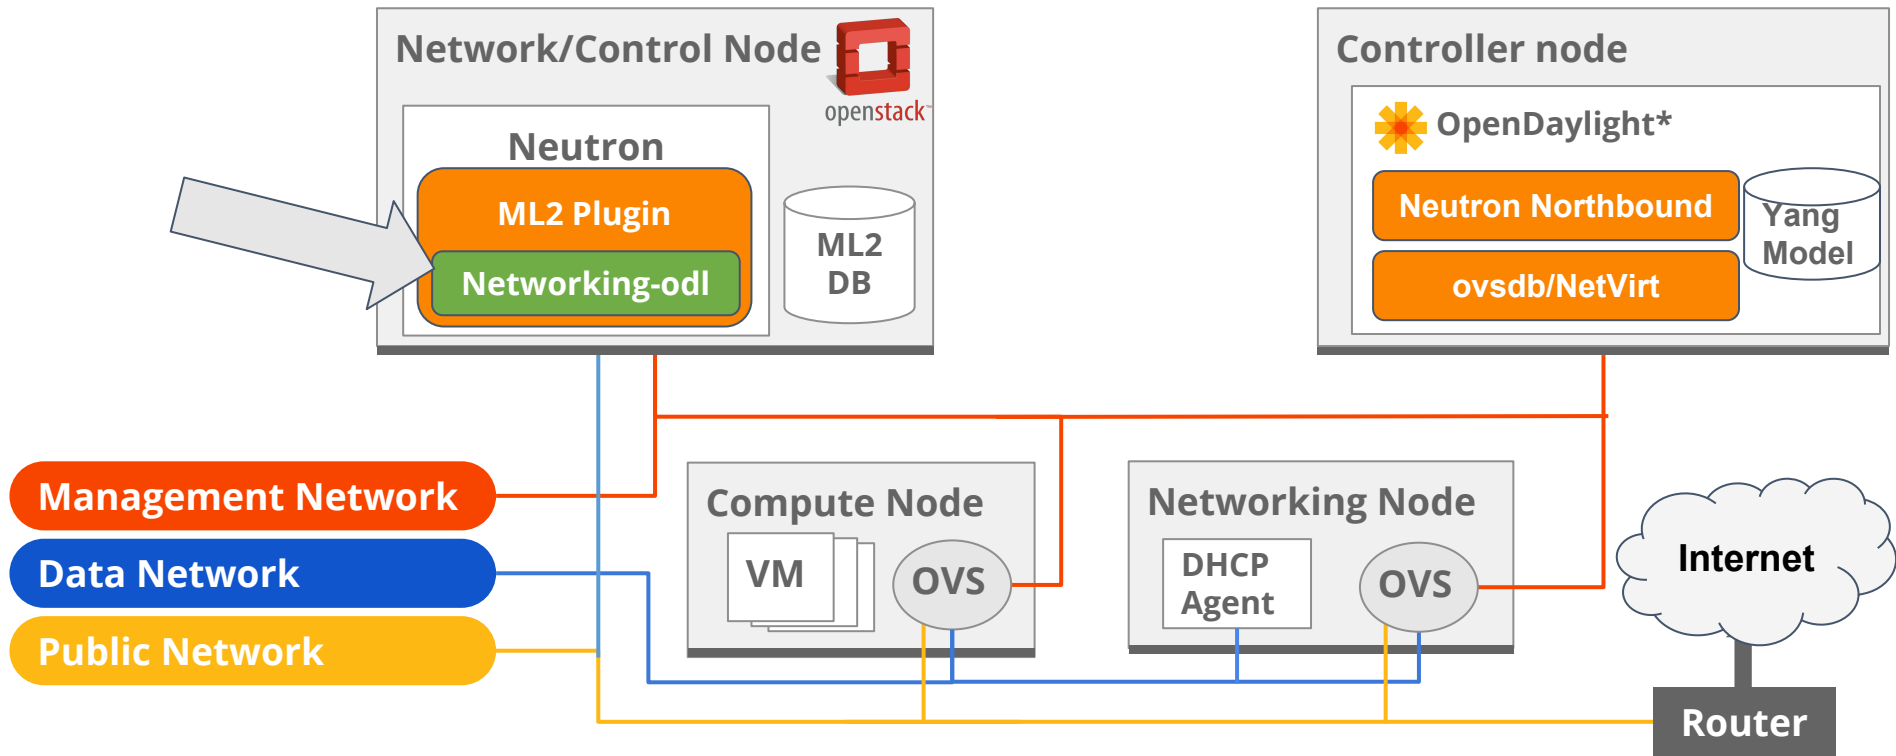 Network/Control Node
openstack™
Neutron
ML2 Plugin
Networking-odl
ML2
DB
Controller node
OpenDaylight*
Neutron Northbound
ovsdb/NetVirt
Yang
Model
Management Network
Data Network
Public Network
Compute Node
VM
OVS
Networking Node
DHCP
Agent
OVS
Internet
Router